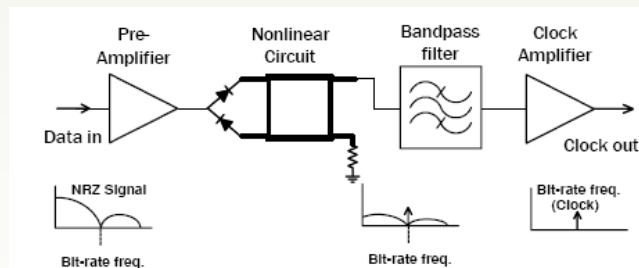 Pre-
Amplifier
Nonlinear
Circuit
Bandpass
filter
Clock
Amplifier
Data in
Clock out
NRZ Signal
Bit-rate freq.
Bit-rate freq.
Bit-rate freq.
(Clock)